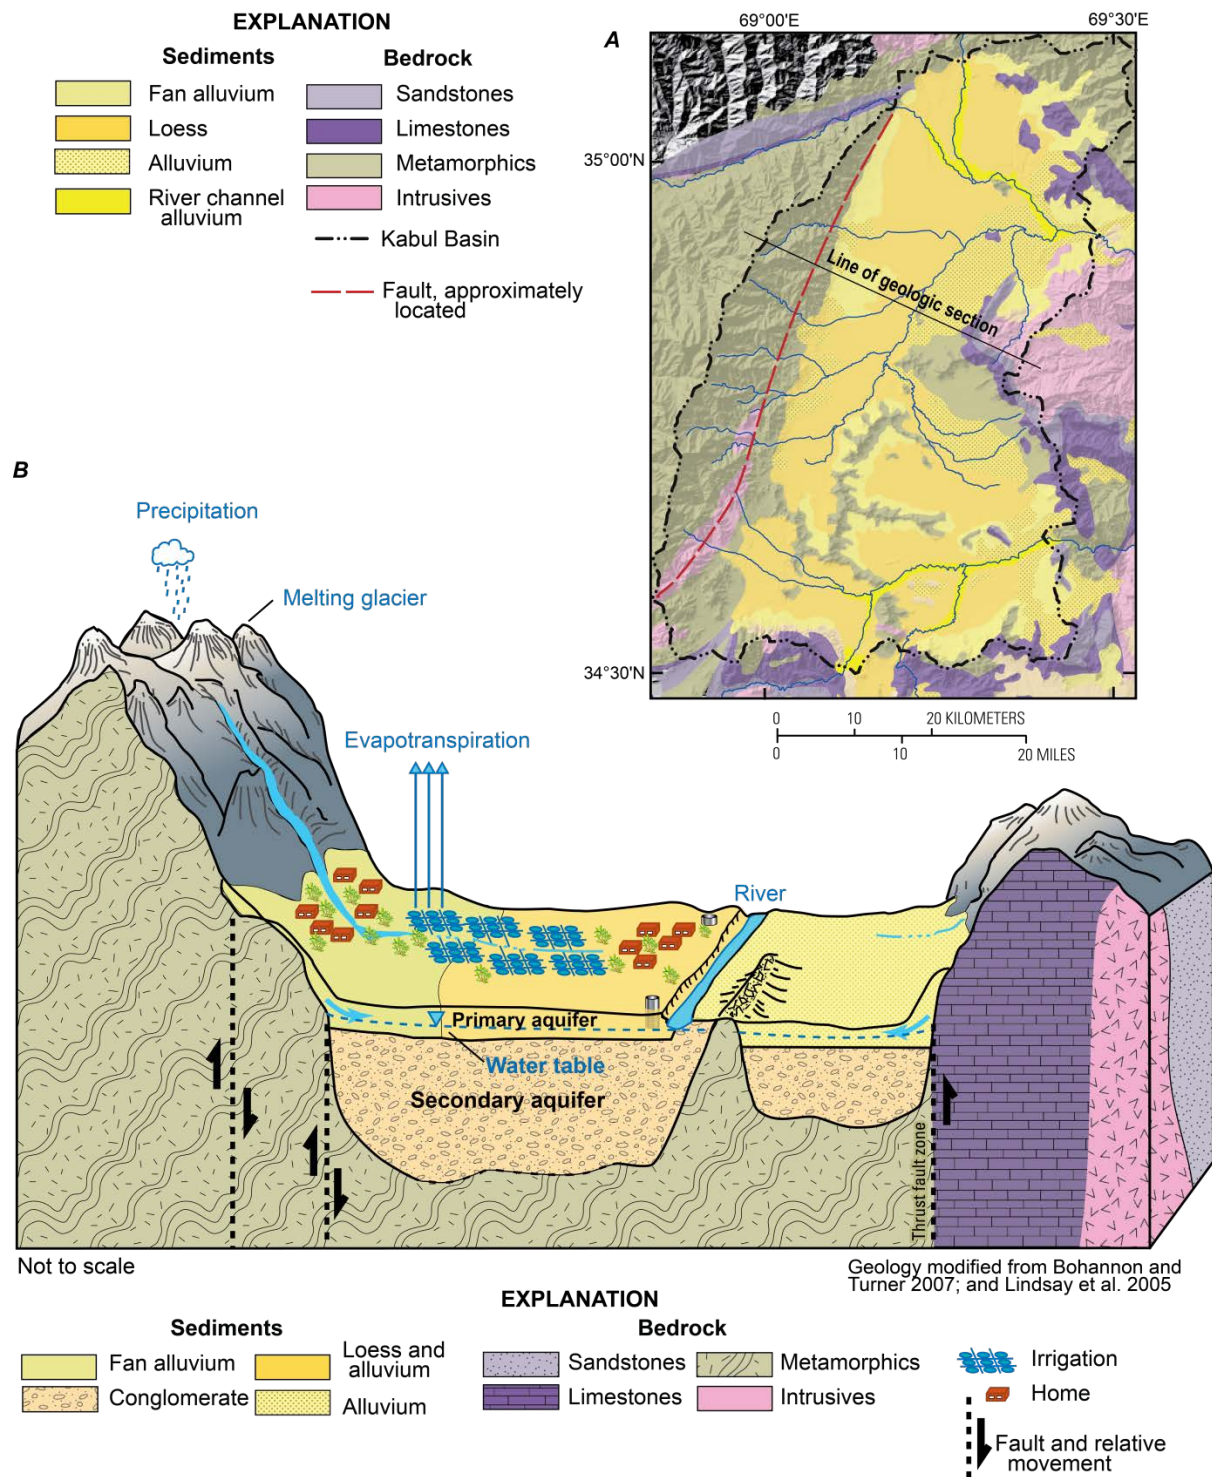 EXPLANATION
Sediments
Bedrock
Fan alluvium
Sandstones
Loess
Limestones
Alluvium
Metamorphics
River channel
alluvium
Intrusives
Kabul Basin
Fault, approximately
located
A
69°00'E
69°30'E
35°00'N
34°30'N
Line of geologic section
0 10 20 KILOMETERS
0 10 20 MILES
B
Precipitation
Melting glacier
Evapotranspiration
River
Primary aquifer
Water table
Secondary aquifer
Thrust fault zone
Not to scale
Geology modified from Bohannon and
Turner 2007; and Lindsay et al. 2005
EXPLANATION
Sediments
Bedrock
Fan alluvium
Loess and
alluvium
Sandstones
Metamorphics
Irrigation
Conglomerate
Alluvium
Limestones
Intrusives
Home
Fault and relative
movement